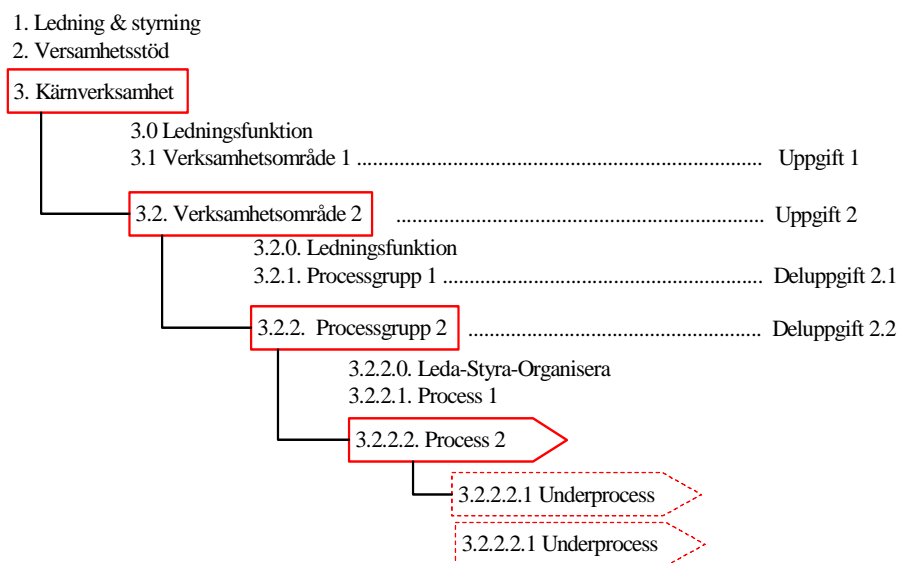 1. Ledning & styrning
2. Versamhetsstöd
3. Kärnverksamhet
3.0 Ledningsfunktion
3.1 Verksamhetsområde 1 ........................................................................................ Uppgift 1
3.2. Verksamhetsområde 2 ................................................................................ Uppgift 2
3.2.0. Ledningsfunktion
3.2.1. Processgrupp 1 ...................................................................... Deluppgift 2.1
3.2.2. Processgrupp 2 ................................................................ Deluppgift 2.2
3.2.2.0. Leda-Styra-Organisera
3.2.2.1. Process 1
3.2.2.2. Process 2
3.2.2.2.1 Underprocess
3.2.2.2.1 Underprocess